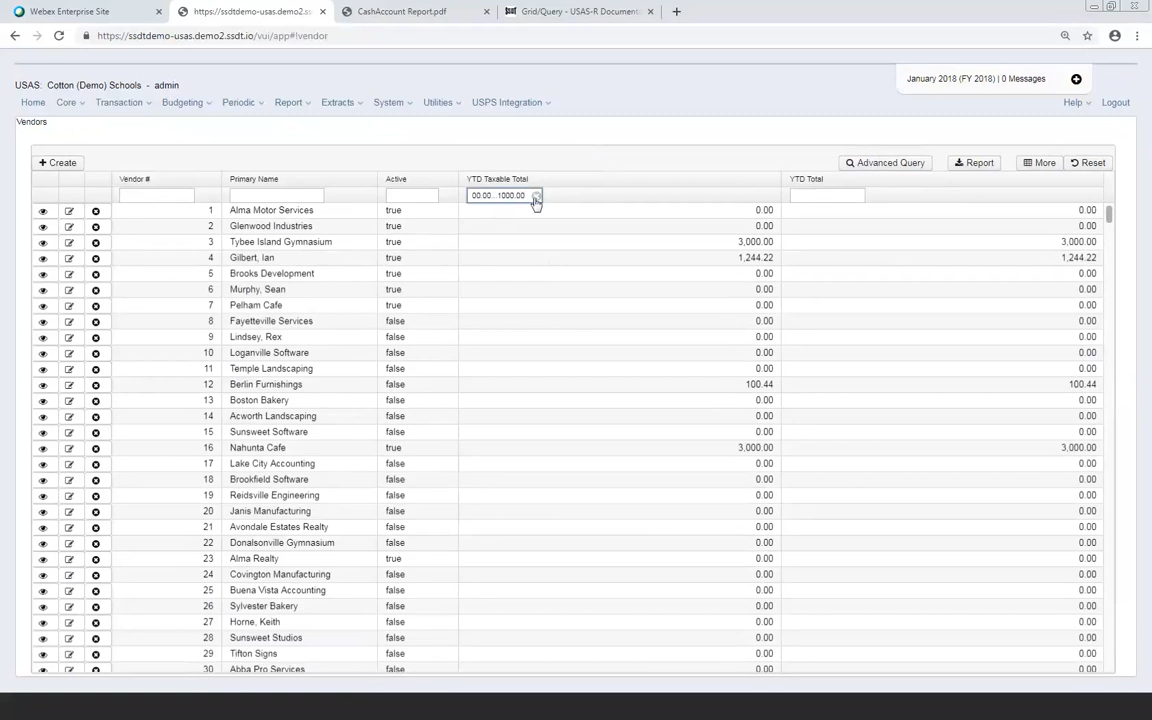 Webex Enterprise Site
https://ssdtdemo-usas.demo2.ss
CashAccount Report.pdf
Grid/Query - USAS-R Document
https://ssdtdemo-usas.demo2.ssdt.io/vui/app#!vendor
USAS: Cotton (Demo) Schools - admin
January 2018 (FY 2018) | 0 Messages
Home Core Transaction Budgeting Periodic Report Extracts System Utilities USPS Integration Help Logout
Vendors
Create Advanced Query Report More Reset
Vendor # Primary Name Active YTD Taxable Total YTD Total
00.00...1000.00
1 Alma Motor Services true 0.00 0.00
2 Glenwood Industries true 0.00 0.00
3 Tybee Island Gymnasium true 3,000.00 3,000.00
4 Gilbert, Ian true 1,244.22 1,244.22
5 Brooks Development true 0.00 0.00
6 Murphy, Sean true 0.00 0.00
7 Pelham Cafe true 0.00 0.00
8 Fayetteville Services false 0.00 0.00
9 Lindsey, Rex false 0.00 0.00
10 Loganville Software false 0.00 0.00
11 Temple Landscaping false 0.00 0.00
12 Berlin Furnishings false 100.44 100.44
13 Boston Bakery false 0.00 0.00
14 Acworth Landscaping false 0.00 0.00
15 Sunsweet Software false 0.00 0.00
16 Nahunta Cafe true 3,000.00 3,000.00
17 Lake City Accounting false 0.00 0.00
18 Brookfield Software false 0.00 0.00
19 Reidsville Engineering false 0.00 0.00
20 Janis Manufacturing false 0.00 0.00
21 Avondale Estates Realty false 0.00 0.00
22 Donalsonville Gymnasium false 0.00 0.00
23 Alma Realty true 0.00 0.00
24 Covington Manufacturing false 0.00 0.00
25 Buena Vista Accounting false 0.00 0.00
26 Sylvester Bakery false 0.00 0.00
27 Horne, Keith false 0.00 0.00
28 Sunsweet Studios false 0.00 0.00
29 Tifton Signs false 0.00 0.00
30 Abba Pro Services false 0.00 0.00